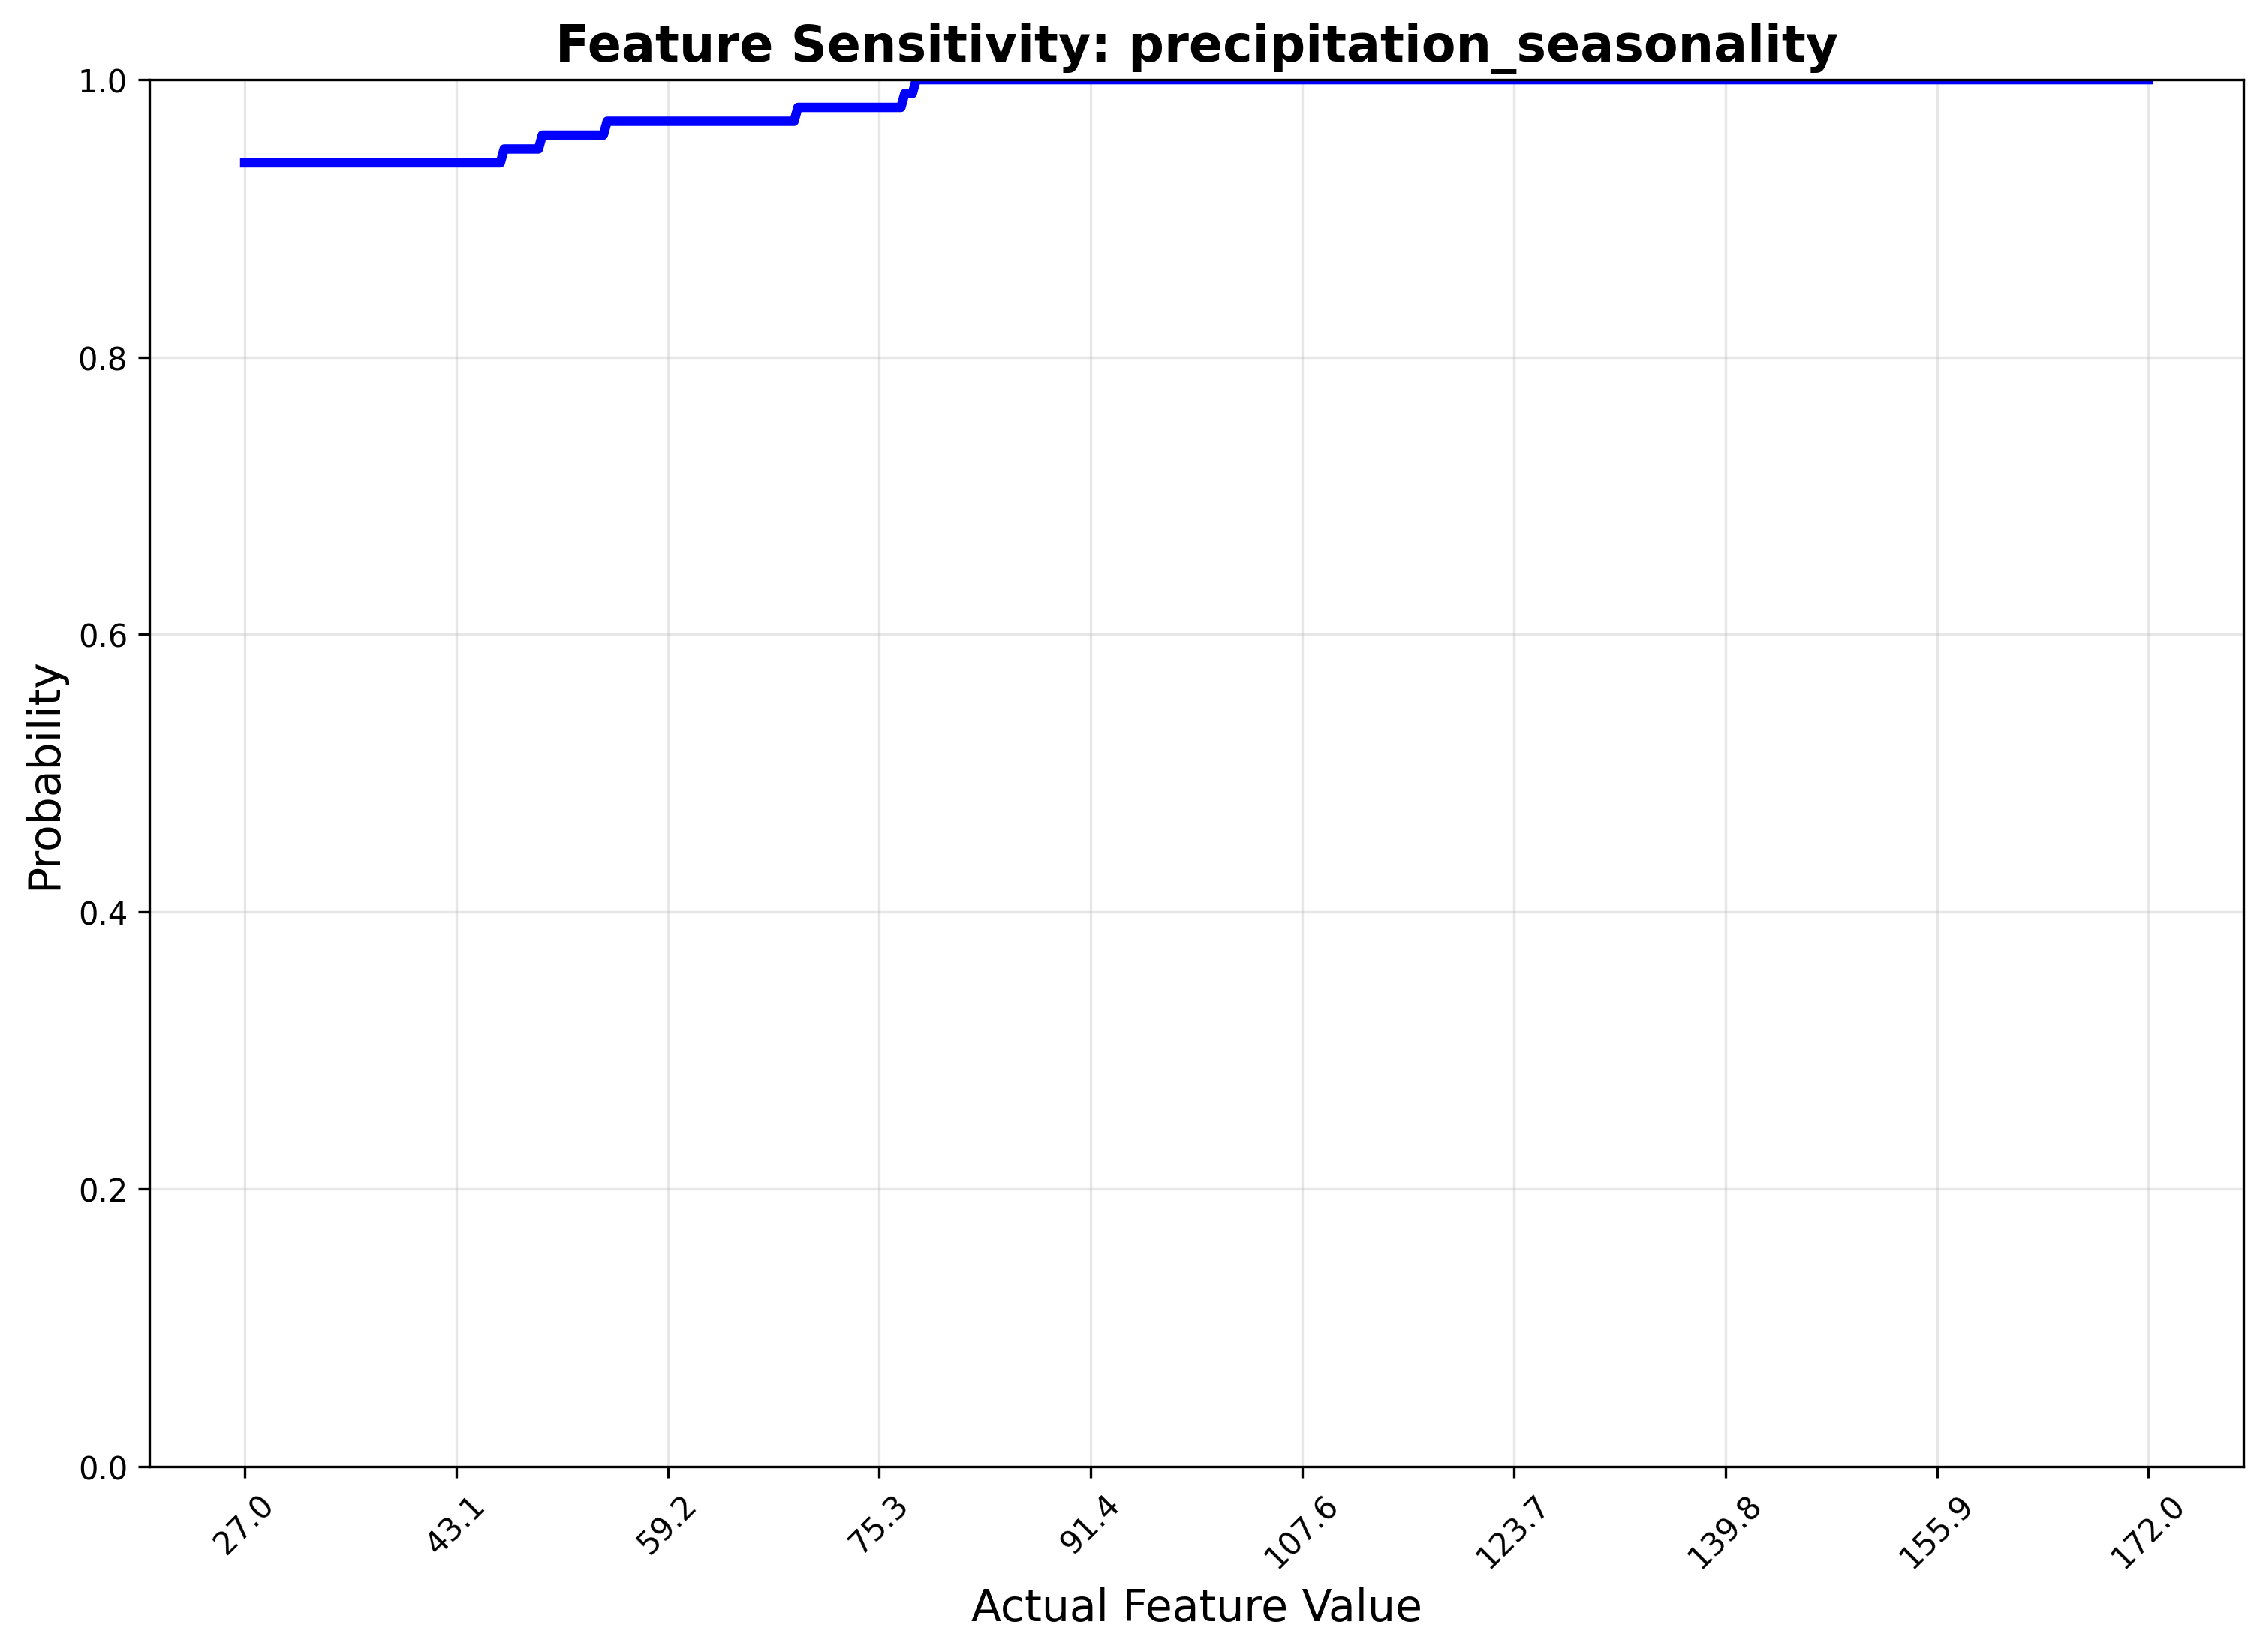 Feature Sensitivity: precipitation_seasonality
Probability
1.0
0.8
0.6
0.4
0.2
0.0
27.0 43.1 59.2 75.3 91.4 107.6 123.7 139.8 155.9 172.0
Actual Feature Value